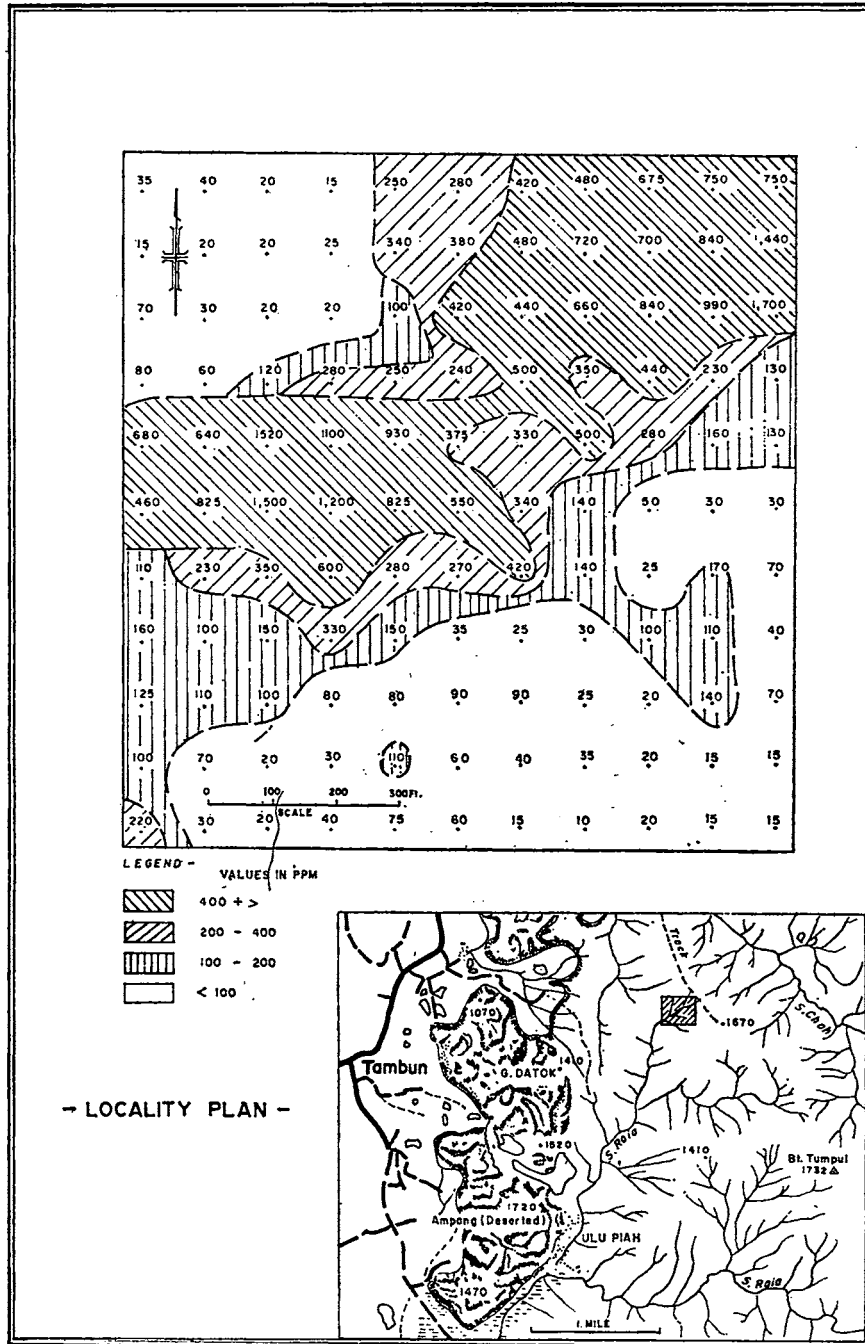 35 40 20 15 250 280 420 480 675 750 750
15 20 20 25 340 380 480 720 700 840 1,440
70 30 20 20 100 420 440 660 840 990 1,700
80 60 120 280 250 240 500 350 440 230 130
680 640 1520 1100 930 375 330 500 280 160 130
460 825 1,500 1,200 825 550 340 140 50 30 30
110 230 350 600 280 270 420 140 25 170 70
160 100 150 330 150 35 25 30 100 110 40
125 110 100 80 80 90 90 25 20 140 70
100 70 20 30 110 60 40 35 20 15 15
0 100 200 300 FT.
SCALE
220 30 20 40 75 60 15 10 15 15 15
LEGEND -
VALUES IN PPM
400 + >
200 - 400
100 - 200
< 100
- LOCALITY PLAN -
Track
S. Choh
1670
1070
Tambun
G. DATOK
1410
1520
S. Raia
1410
Bt. Tumpul
1732
1720
Ampang (Deserted)
ULU PIAH
S. Raia
1470
1. MILE